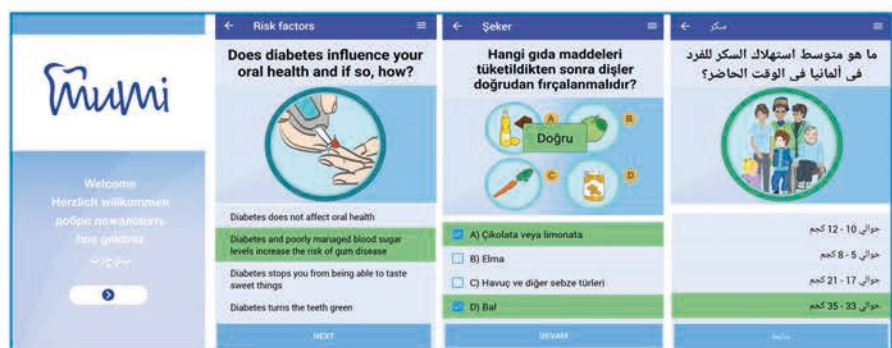 mumi
Welcome
Herzlich willkommen
добро пожаловать
hoş geldiniz
Risk factors
Does diabetes influence your
oral health and if so, how?
Diabetes does not affect oral health
Diabetes and poorly managed blood sugar
levels increase the risk of gum disease
Diabetes stops you from being able to taste
sweet things
Diabetes turns the teeth green
NEXT
Şeker
Hangi gıda maddeleri
tüketildikten sonra dişler
doğrudan fırçalanmalıdır?
A
B
Doğru
C
D
A) Çikolata veya limonata
B) Elma
C) Havuç ve diğer sebze türleri
D) Bal
DEVAM
سكر
ما هو متوسط استهلاك السكر للفرد
في ألمانيا في الوقت الحاضر؟
حوالي 10 - 12 كجم
حوالي 5 - 8 كجم
حوالي 17 - 21 كجم
حوالي 33 - 35 كجم